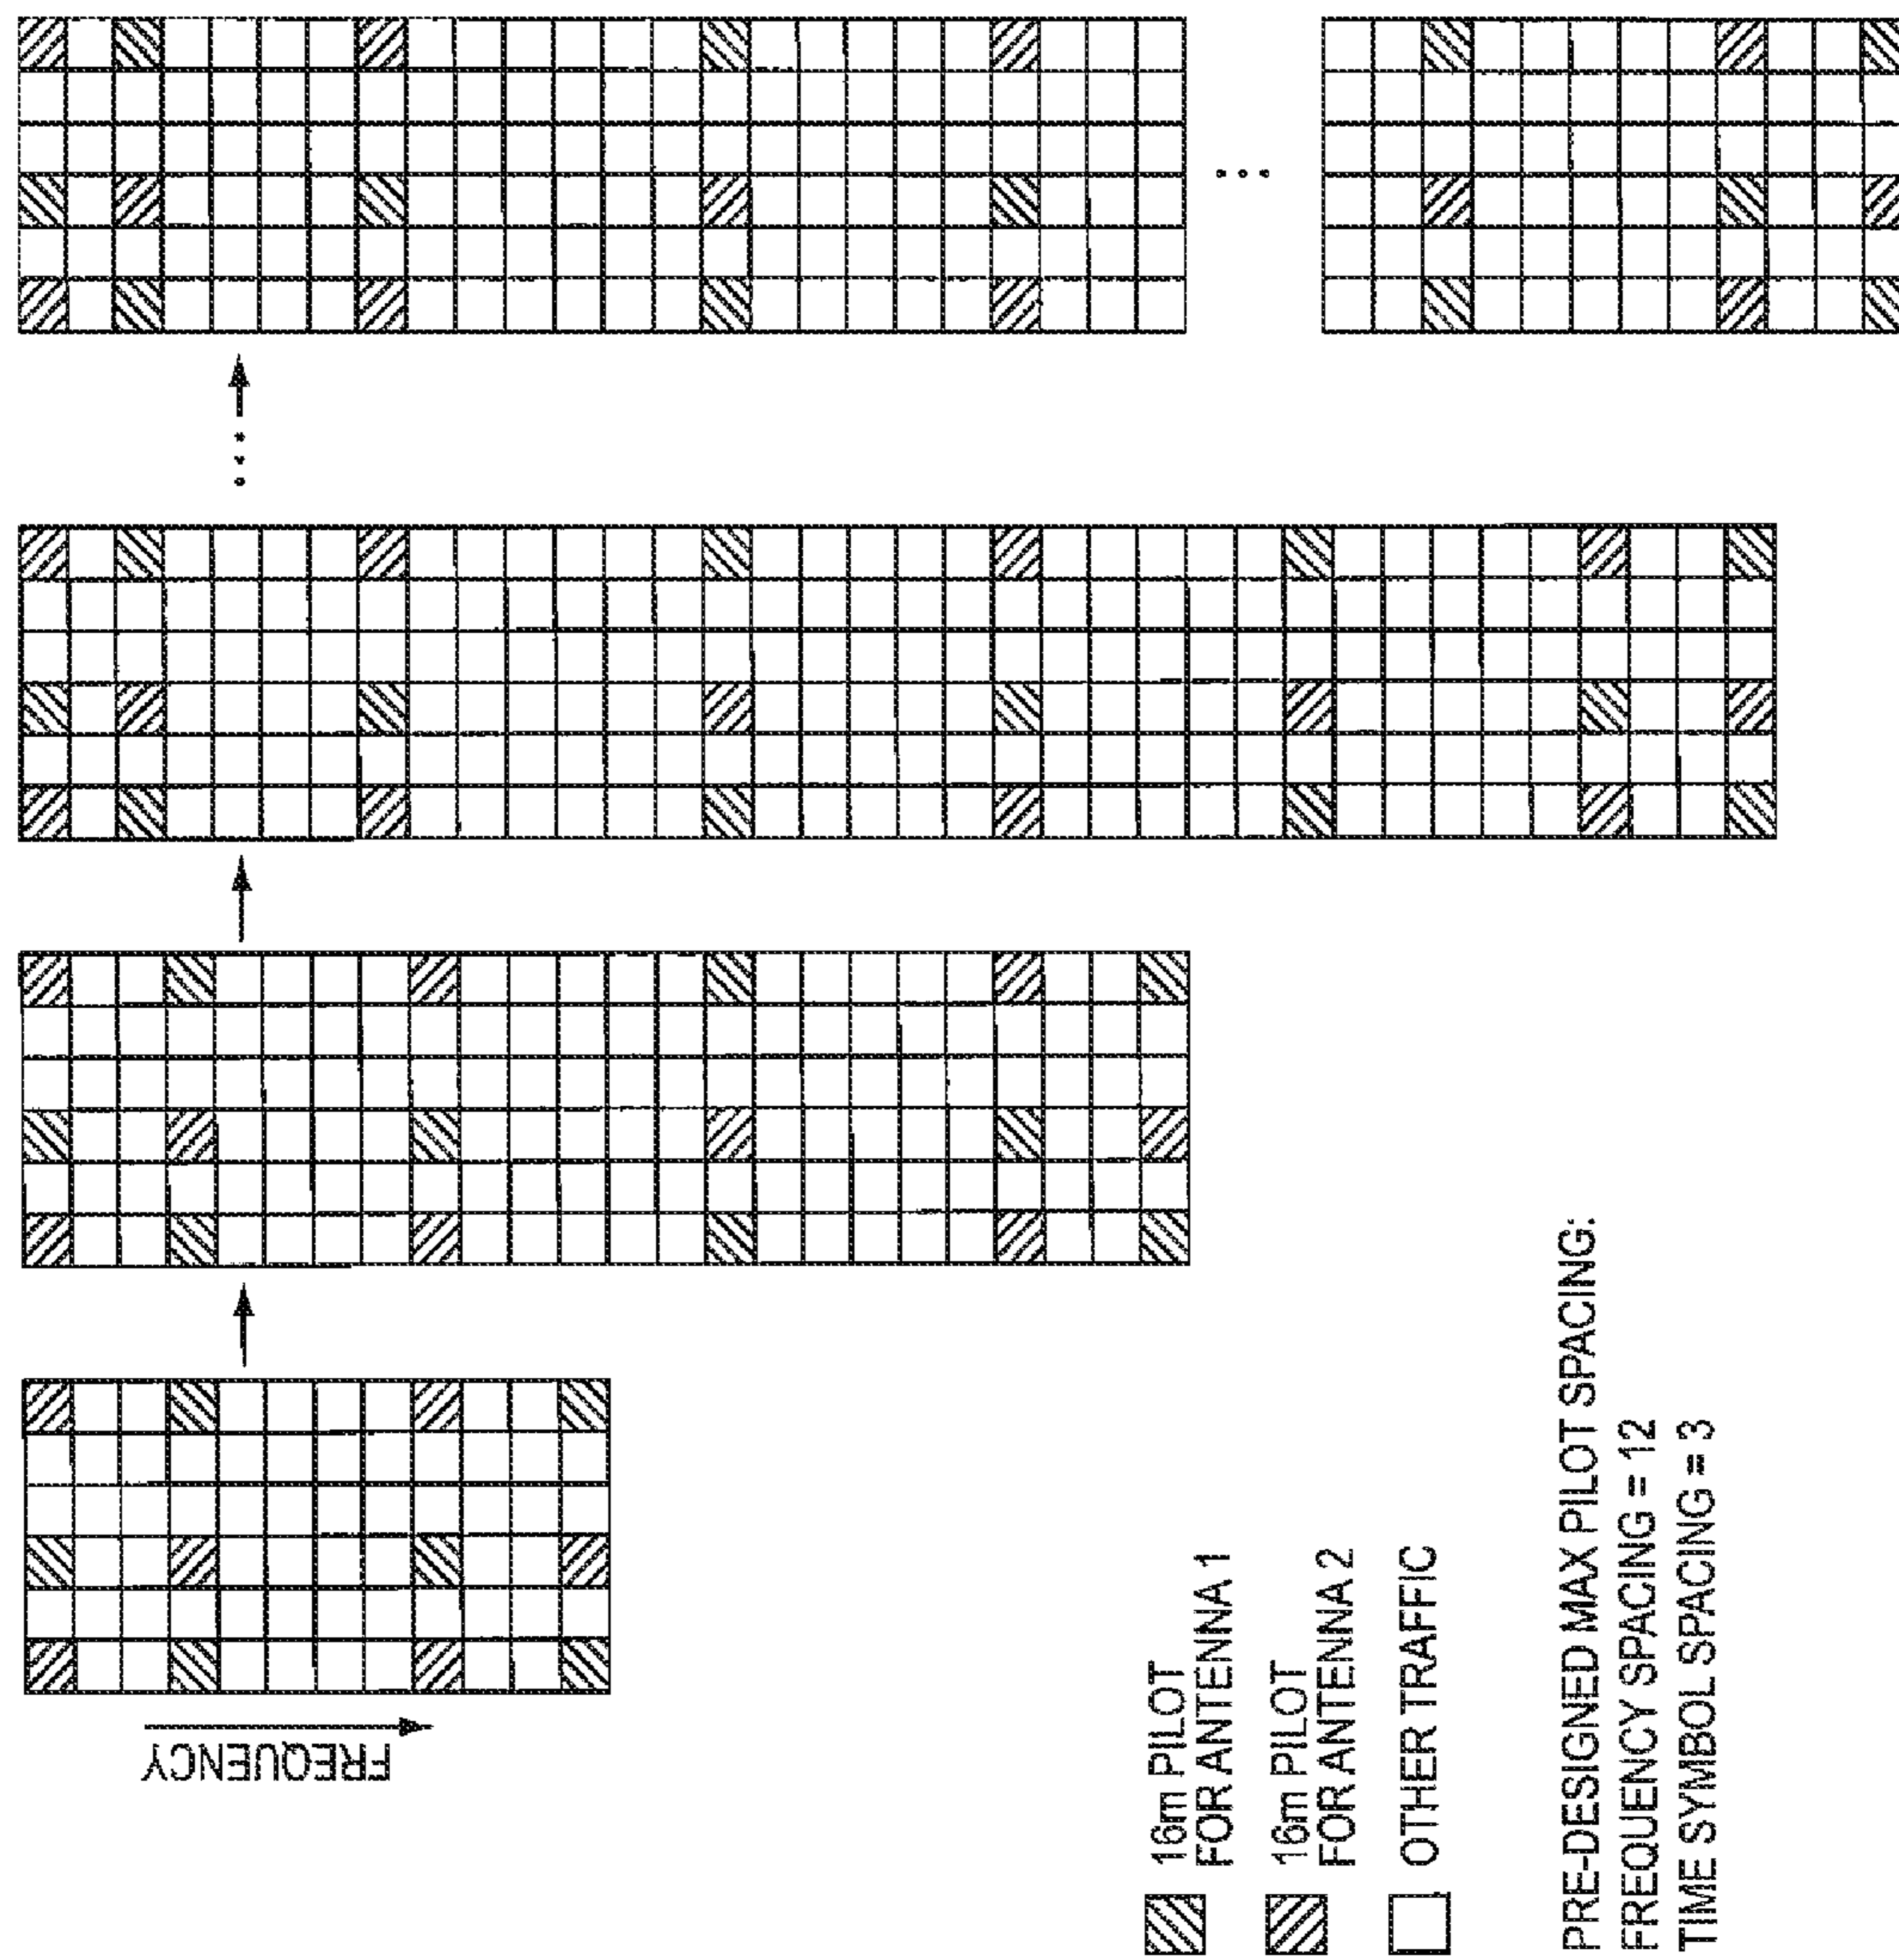 FREQUENCY
16m PILOT
FOR ANTENNA 1
16m PILOT
FOR ANTENNA 2
OTHER TRAFFIC
PRE-DESIGNED MAX PILOT SPACING:
FREQUENCY SPACING = 12
TIME SYMBOL SPACING = 3